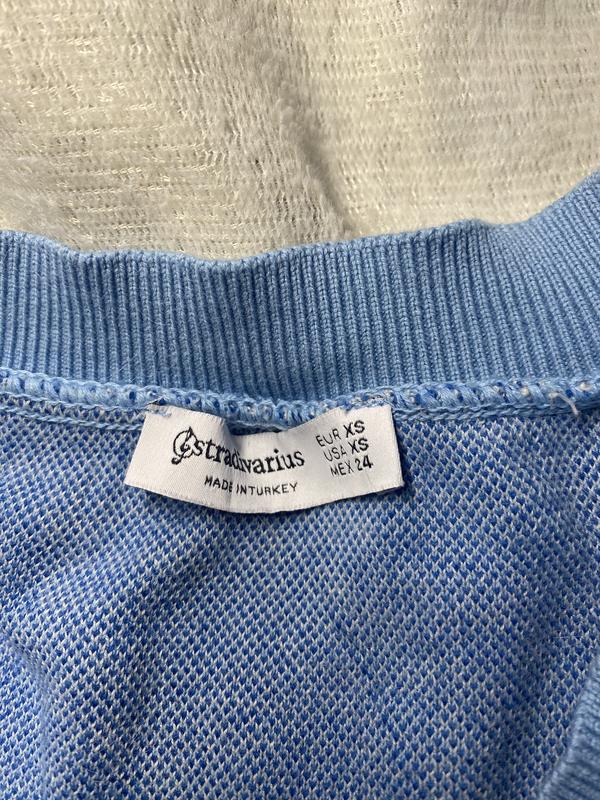 stradivarius
MADE IN TURKEY
EUR XS
USA XS
MEX 24